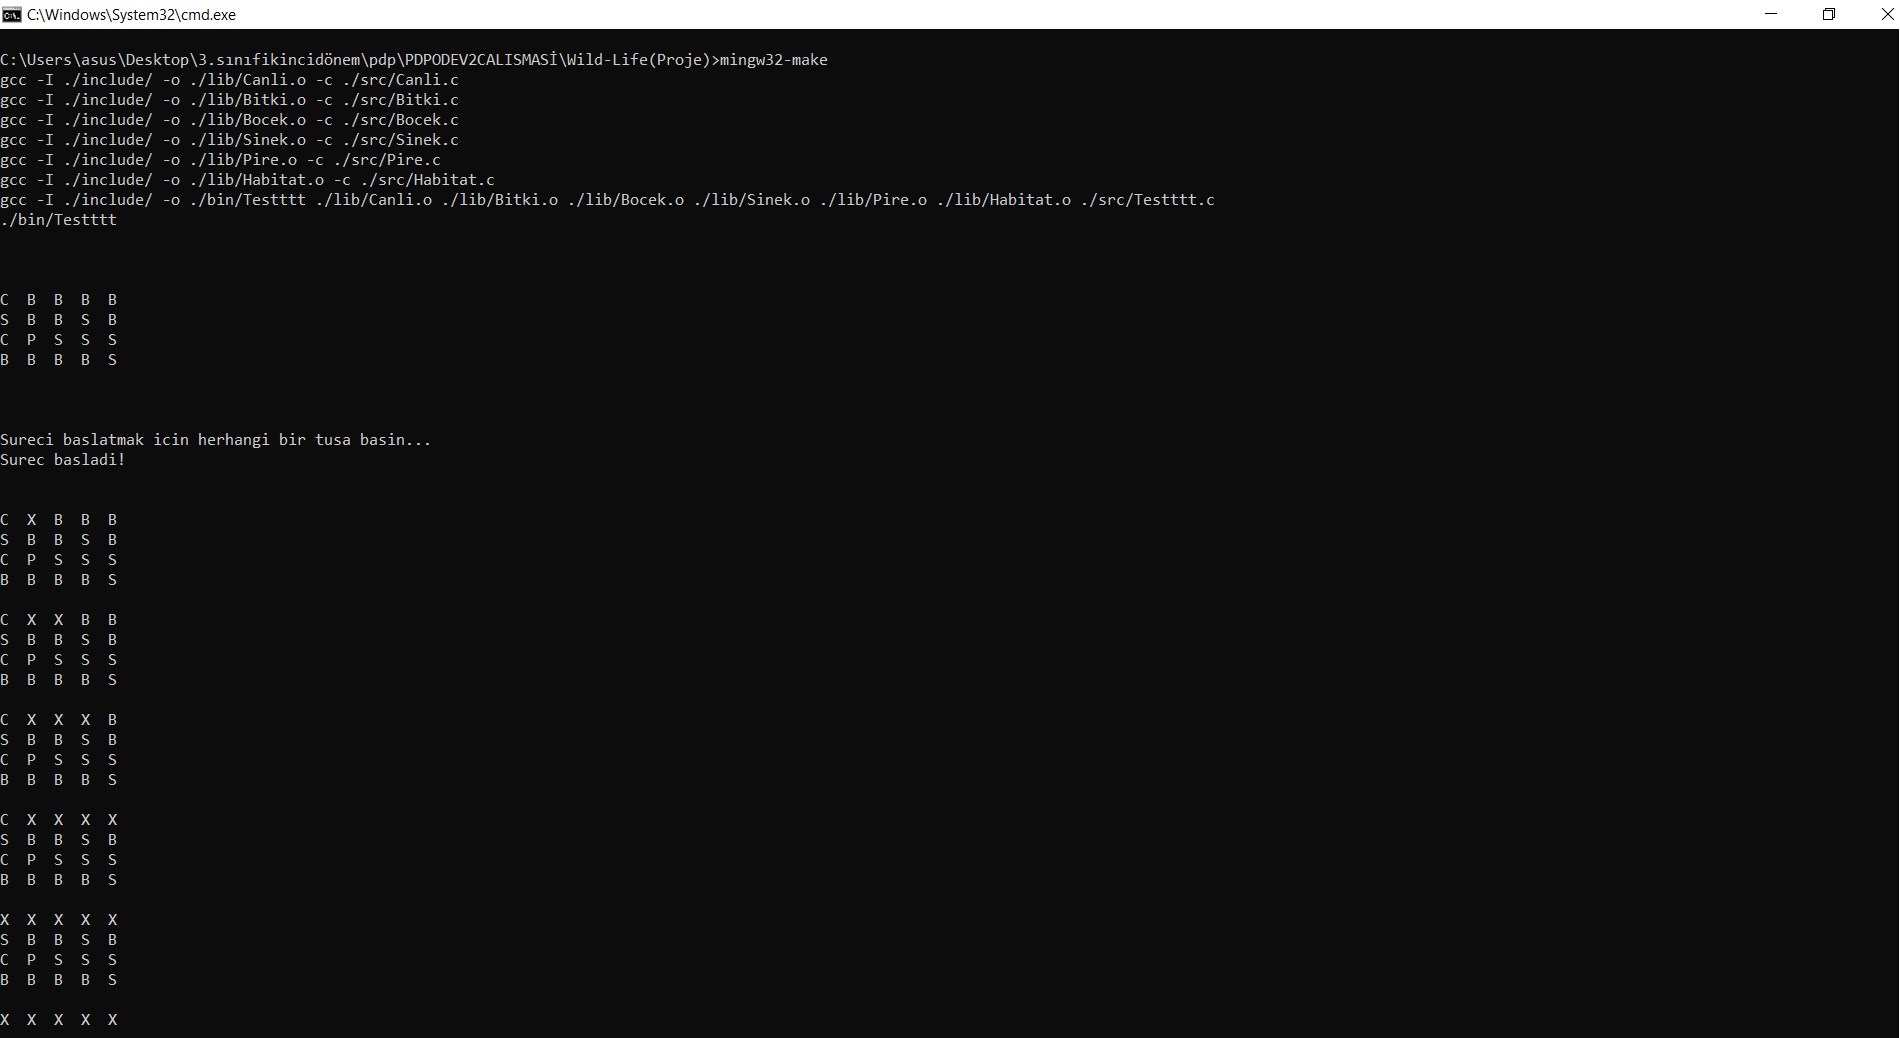 C:\Windows\System32\cmd.exe
C:\Users\asus\Desktop\3.sınıfikincidönem\pdp\PDPODEV2CALISMASİ\Wild-Life(Proje)>mingw32-make
gcc -I ./include/ -o ./lib/Canli.o -c ./src/Canli.c
gcc -I ./include/ -o ./lib/Bitki.o -c ./src/Bitki.c
gcc -I ./include/ -o ./lib/Bocek.o -c ./src/Bocek.c
gcc -I ./include/ -o ./lib/Sinek.o -c ./src/Sinek.c
gcc -I ./include/ -o ./lib/Pire.o -c ./src/Pire.c
gcc -I ./include/ -o ./lib/Habitat.o -c ./src/Habitat.c
gcc -I ./include/ -o ./bin/Testttt ./lib/Canli.o ./lib/Bitki.o ./lib/Bocek.o ./lib/Sinek.o ./lib/Pire.o ./lib/Habitat.o ./src/Testttt.c
./bin/Testttt
C  B  B  B  B
S  B  B  S  B
C  P  S  S  S
B  B  B  B  S
Sureci baslatmak icin herhangi bir tusa basin...
Surec basladi!
C  X  B  B  B
S  B  B  S  B
C  P  S  S  S
B  B  B  B  S
C  X  X  B  B
S  B  B  S  B
C  P  S  S  S
B  B  B  B  S
C  X  X  X  B
S  B  B  S  B
C  P  S  S  S
B  B  B  B  S
C  X  X  X  X
S  B  B  S  B
C  P  S  S  S
B  B  B  B  S
X  X  X  X  X
S  B  B  S  B
C  P  S  S  S
B  B  B  B  S
X  X  X  X  X